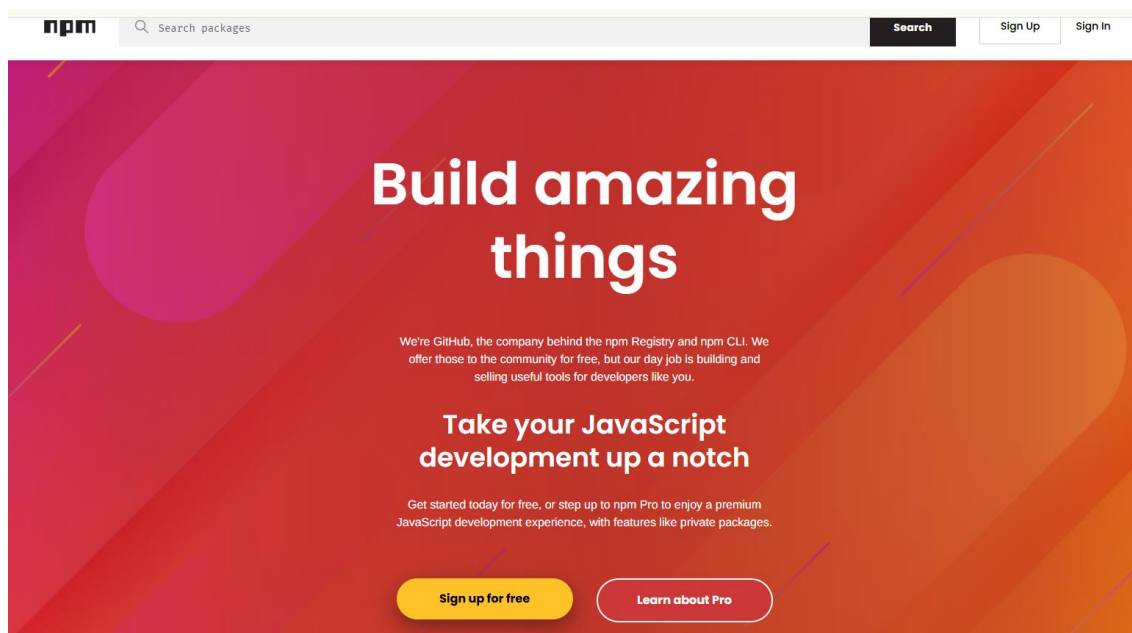 npm
Search packages
Search
Sign Up
Sign In
Build amazing
things
We're GitHub, the company behind the npm Registry and npm CLI. We
offer those to the community for free, but our day job is building and
selling useful tools for developers like you.
Take your JavaScript
development up a notch
Get started today for free, or step up to npm Pro to enjoy a premium
JavaScript development experience, with features like private packages.
Sign up for free
Learn about Pro